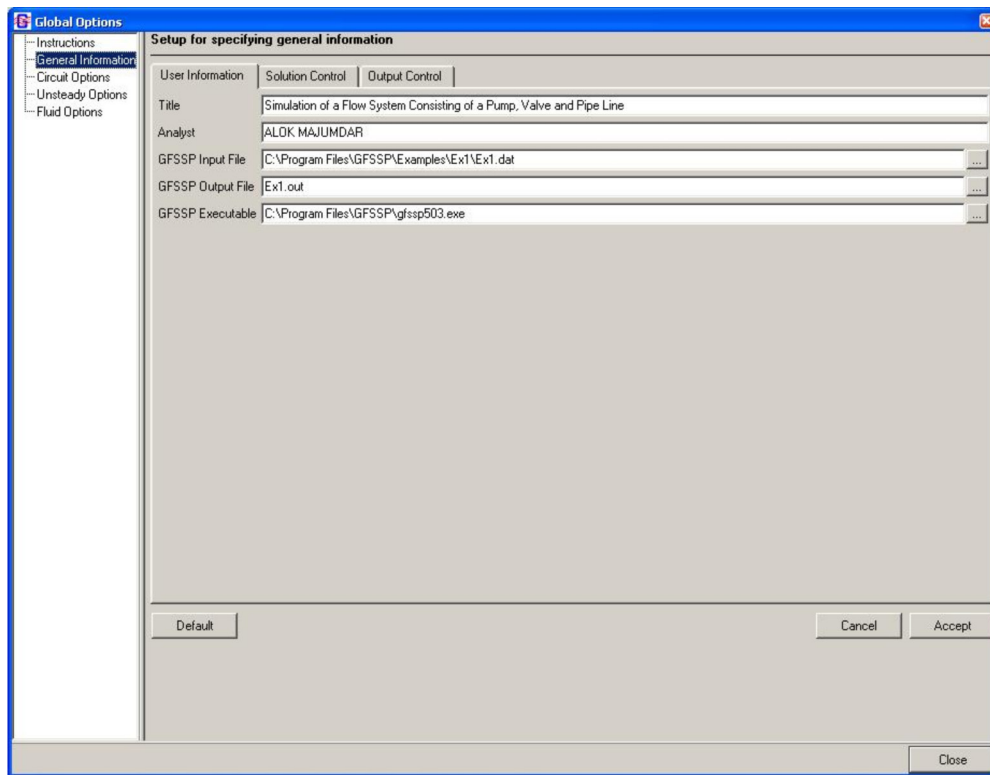 Global Options
Instructions
General Information
Circuit Options
Unsteady Options
Fluid Options
Setup for specifying general information
User Information Solution Control Output Control
Title Simulation of a Flow System Consisting of a Pump, Valve and Pipe Line
Analyst ALOK MAJUMDAR
GFSSP Input File C:\Program Files\GFSSP\Examples\Ex1\Ex1.dat ...
GFSSP Output File Ex1.out ...
GFSSP Executable C:\Program Files\GFSSP\gfssp503.exe ...
Default Cancel Accept
Close